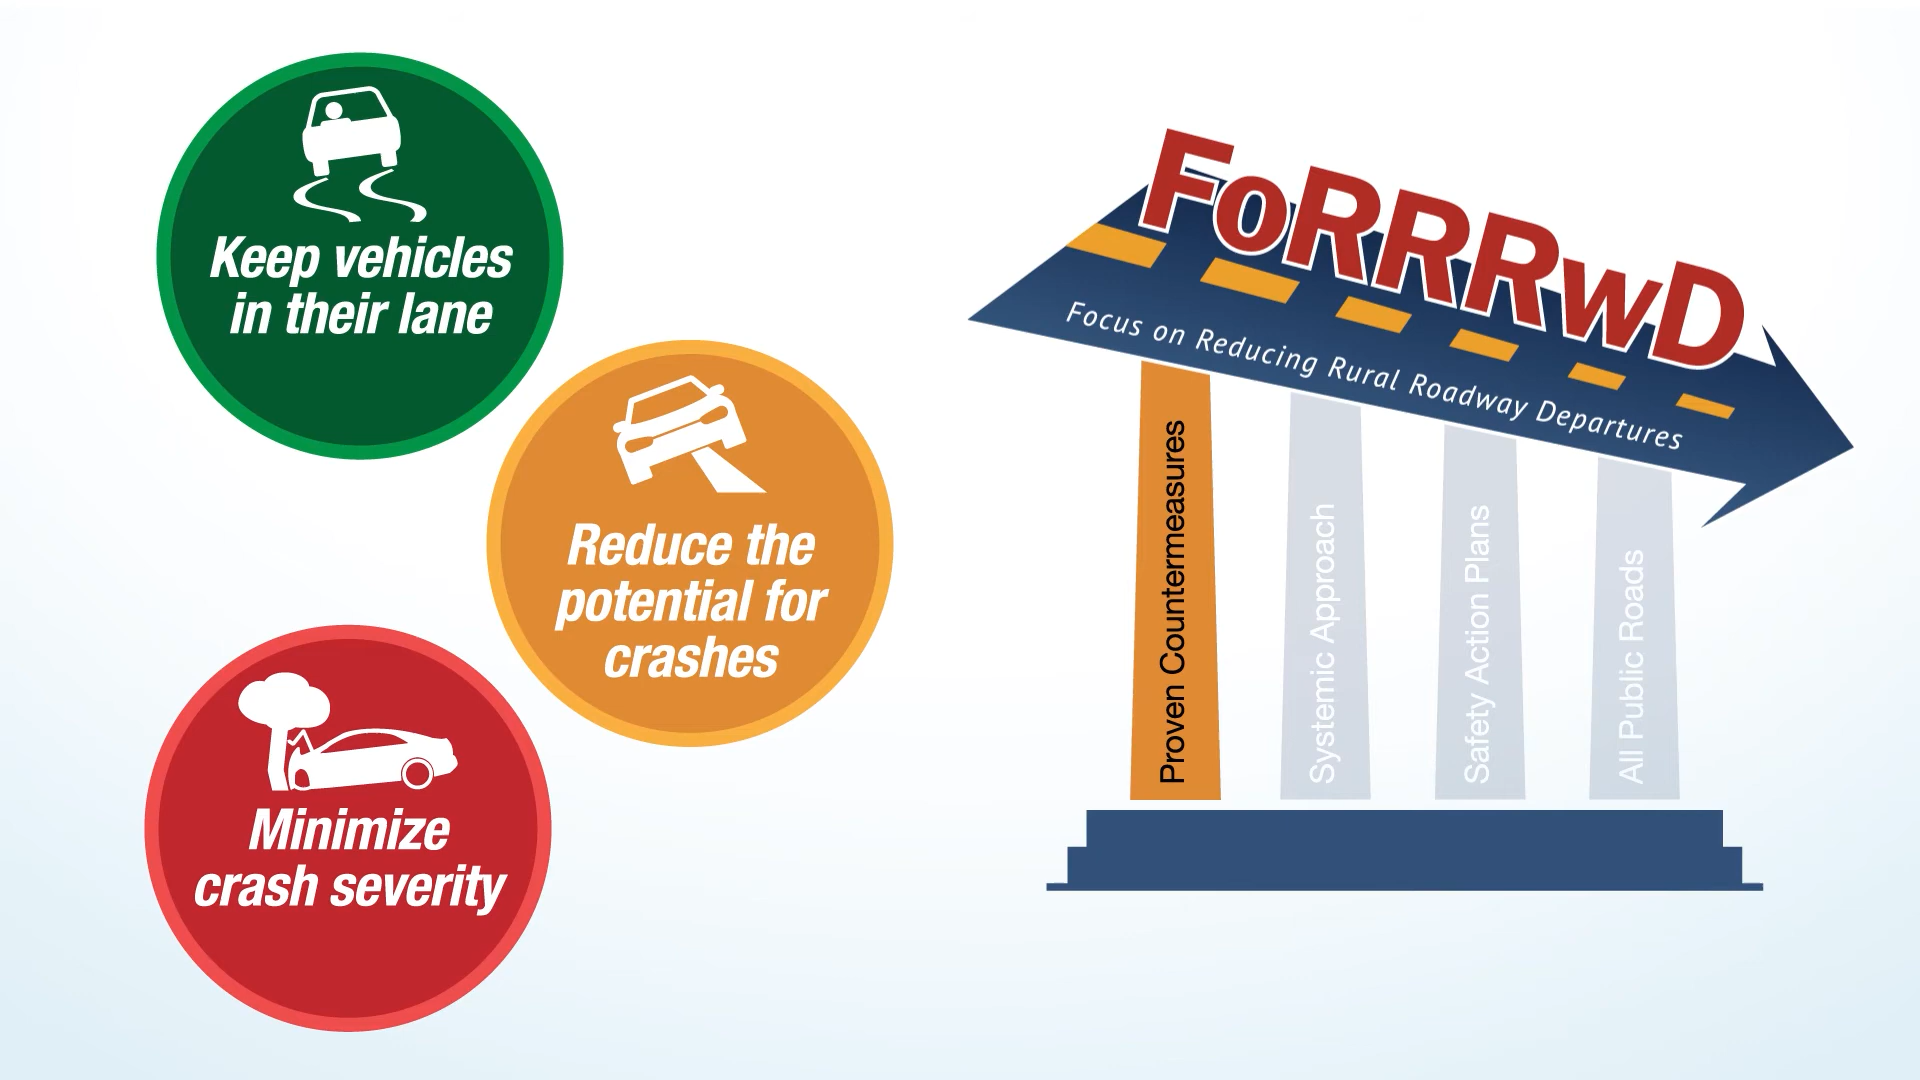 Keep vehicles
in their lane
Reduce the
potential for
crashes
Minimize
crash severity
FoRRRwD
Focus on Reducing Rural Roadway Departures
Proven Countermeasures
Systemic Approach
Safety Action Plans
All Public Roads